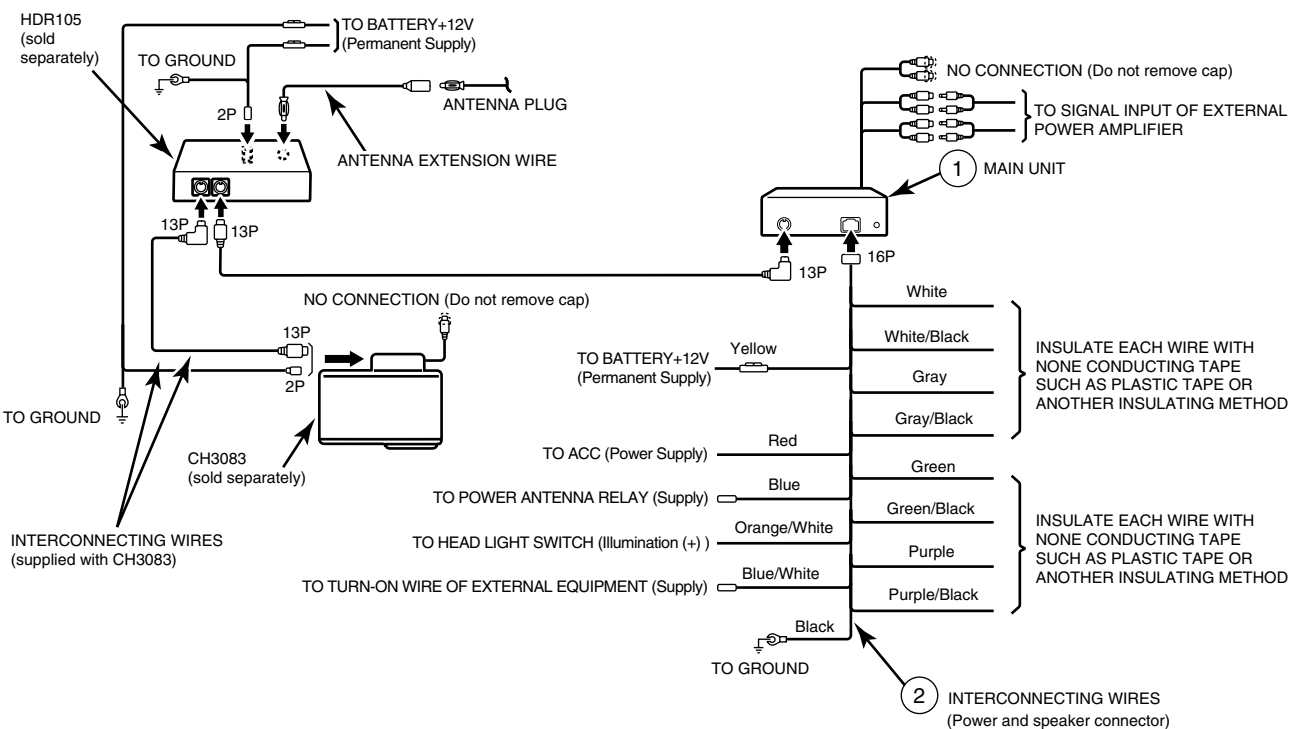 HDR105
(sold
separately)
TO BATTERY+12V
(Permanent Supply)
TO GROUND
2P
ANTENNA PLUG
ANTENNA EXTENSION WIRE
13P
13P
NO CONNECTION (Do not remove cap)
TO SIGNAL INPUT OF EXTERNAL
POWER AMPLIFIER
1 MAIN UNIT
13P
16P
NO CONNECTION (Do not remove cap)
13P
2P
TO GROUND
CH3083
(sold separately)
INTERCONNECTING WIRES
(supplied with CH3083)
TO BATTERY+12V
(Permanent Supply)
Yellow
TO ACC (Power Supply)
Red
TO POWER ANTENNA RELAY (Supply)
Blue
TO HEAD LIGHT SWITCH (Illumination (+) )
Orange/White
TO TURN-ON WIRE OF EXTERNAL EQUIPMENT (Supply)
Blue/White
Black
TO GROUND
White
White/Black
Gray
Gray/Black
INSULATE EACH WIRE WITH
NONE CONDUCTING TAPE
SUCH AS PLASTIC TAPE OR
ANOTHER INSULATING METHOD
Green
Green/Black
Purple
Purple/Black
INSULATE EACH WIRE WITH
NONE CONDUCTING TAPE
SUCH AS PLASTIC TAPE OR
ANOTHER INSULATING METHOD
2 INTERCONNECTING WIRES
(Power and speaker connector)